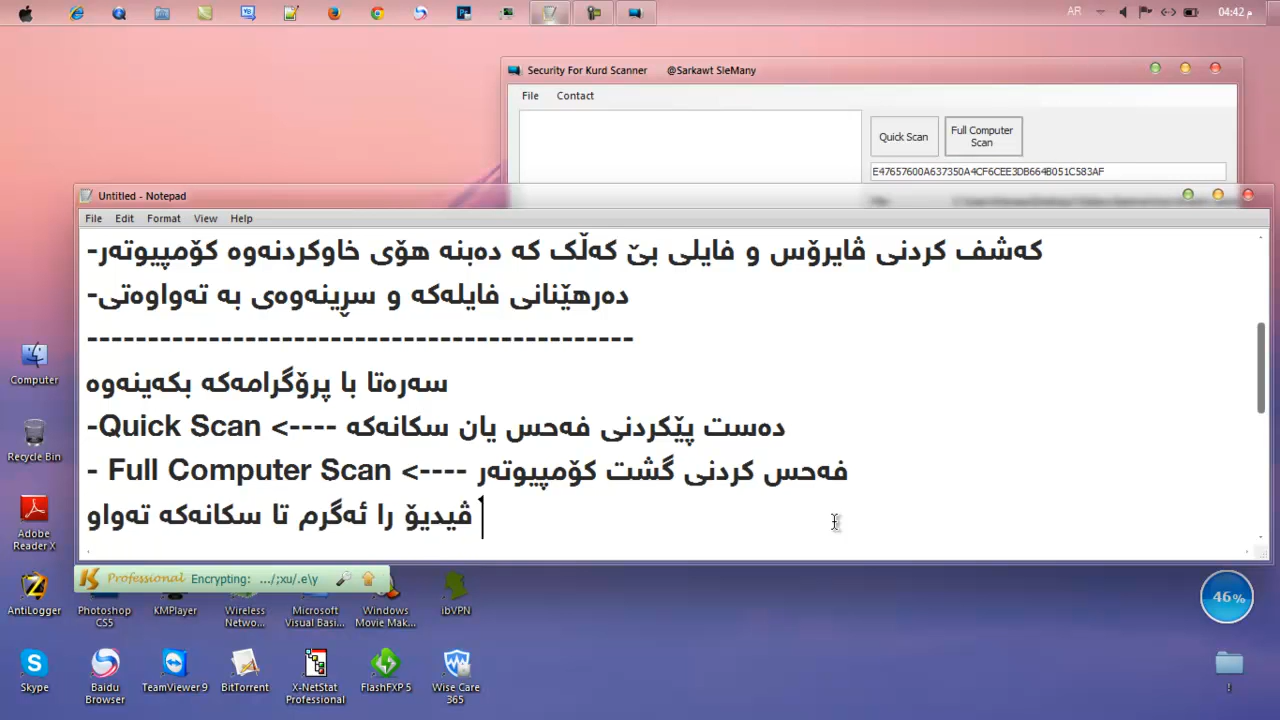 AR
04:42 م
Security For Kurd Scanner @Sarkawt SleMany
File Contact
Quick Scan
Full Computer
Scan
E47657600A637350A4CF6CEE3DB664B051C583AF
Untitled - Notepad
File Edit Format View Help
-کەشف کردنی ڤایرۆس و فایلی بێ کەڵک کە دەبنە هۆی خاوکردنەوە کۆمپیوتەر
-دەرهێنانی فایلەکە و سڕینەوەی بە تەواوەتی
-------------------------------------------
سەرەتا با پرۆگرامەکە بکەینەوە
-Quick Scan <---- دەست پێکردنی فەحس یان سکانەکە
- Full Computer Scan <---- فەحس کردنی گشت کۆمپیوتەر
ڤیدیۆ را ئەگرم تا سکانەکە تەواو
Professional Encrypting: .../;xu/.e\y
46%
Computer
Recycle Bin
Adobe
Reader X
AntiLogger
Photoshop
CS5
KMPlayer
Wireless
Netwo...
Microsoft
Visual Basi...
Windows
Movie Mak...
ibVPN
Skype
Baidu
Browser
TeamViewer 9
BitTorrent
X-NetStat
Professional
FlashFXP 5
Wise Care
365
!